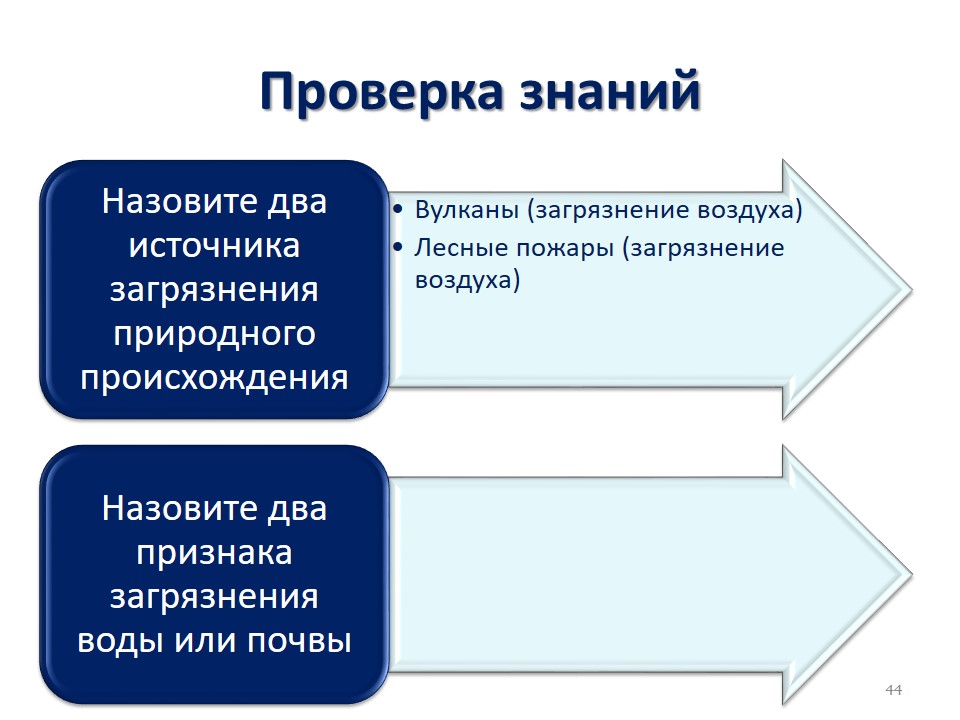 Проверка знаний
Назовите два
источника
загрязнения
природного
происхождения
• Вулканы (загрязнение воздуха)
• Лесные пожары (загрязнение
воздуха)
Назовите два
признака
загрязнения
воды или почвы
44